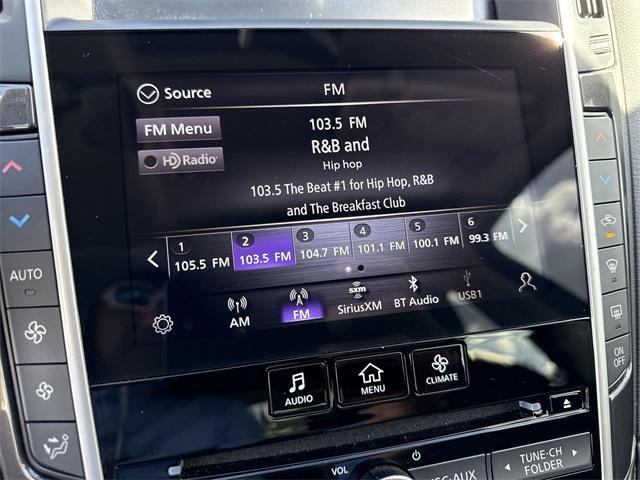 Source
FM
FM Menu
HD Radio
103.5 FM
R&B and
Hip hop
103.5 The Beat #1 for Hip Hop, R&B
and The Breakfast Club
1 2 3 4 5 6
105.5 FM 103.5 FM 104.7 FM 101.1 FM 100.1 FM 99.3 FM
AM
FM
sxm
SiriusXM
BT Audio
USB1
AUTO
ON
OFF
AUDIO
MENU
CLIMATE
VOL
TUNE·CH
FOLDER